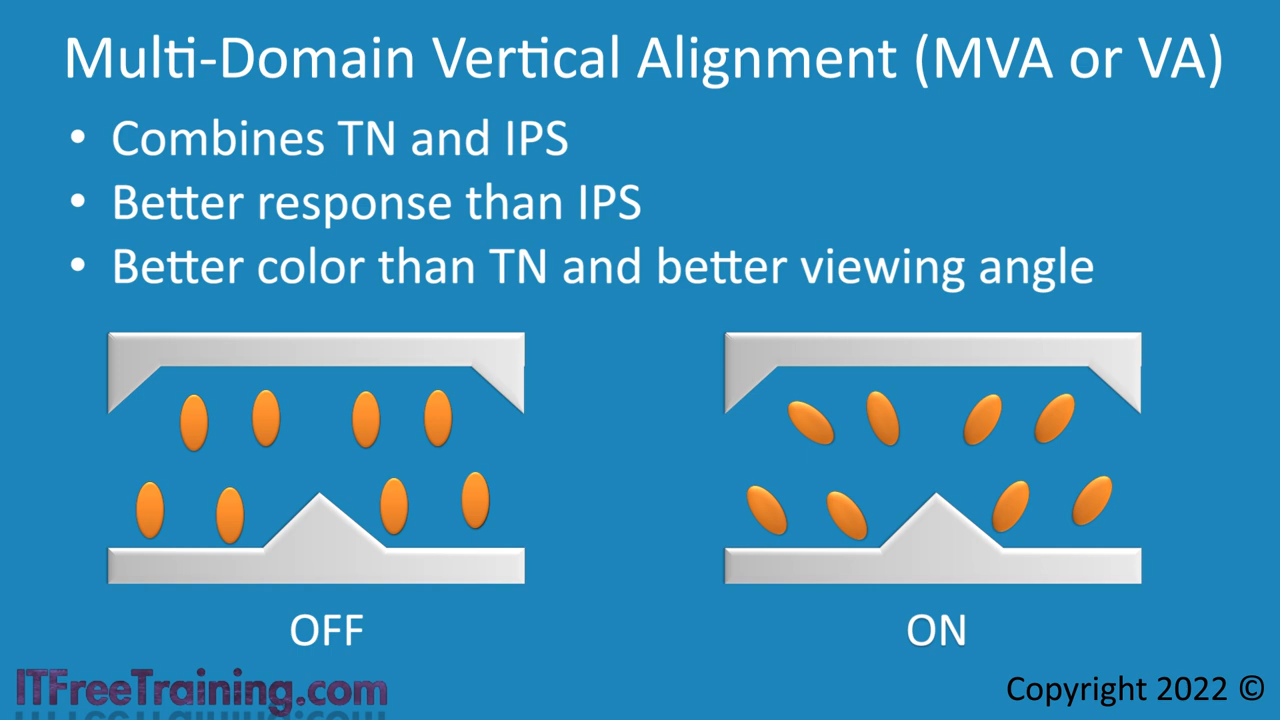 Multi-Domain Vertical Alignment (MVA or VA)
• Combines TN and IPS
• Better response than IPS
• Better color than TN and better viewing angle
OFF
ON
ITFreeTraining.com
Copyright 2022 ©